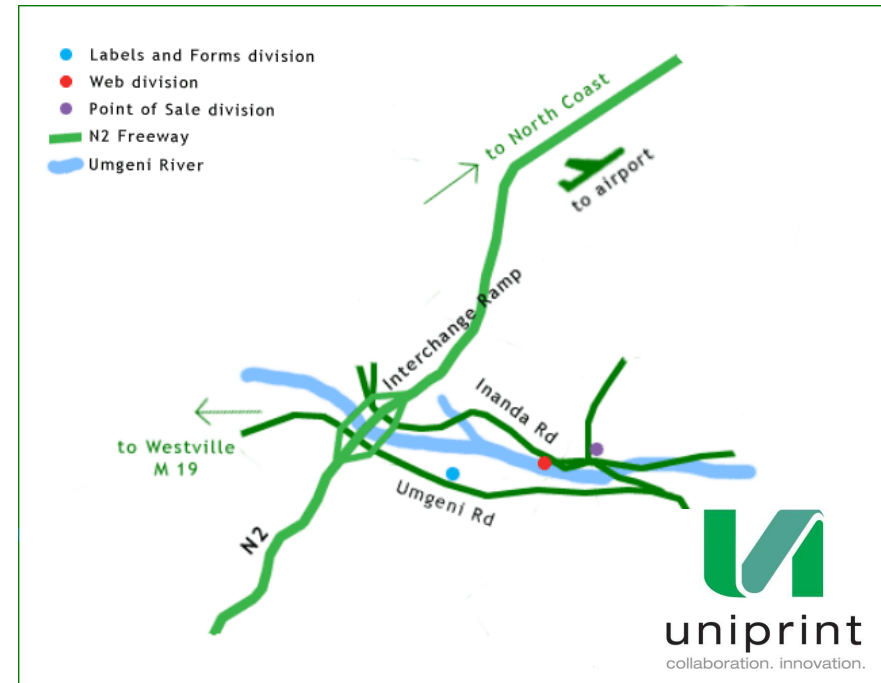 Labels and Forms division
Web division
Point of Sale division
N2 Freeway
Umgeni River
to North Coast
to airport
Interchange Ramp
Inanda Rd
to Westville
M 19
Umgeni Rd
N2
uniprint
collaboration. innovation.